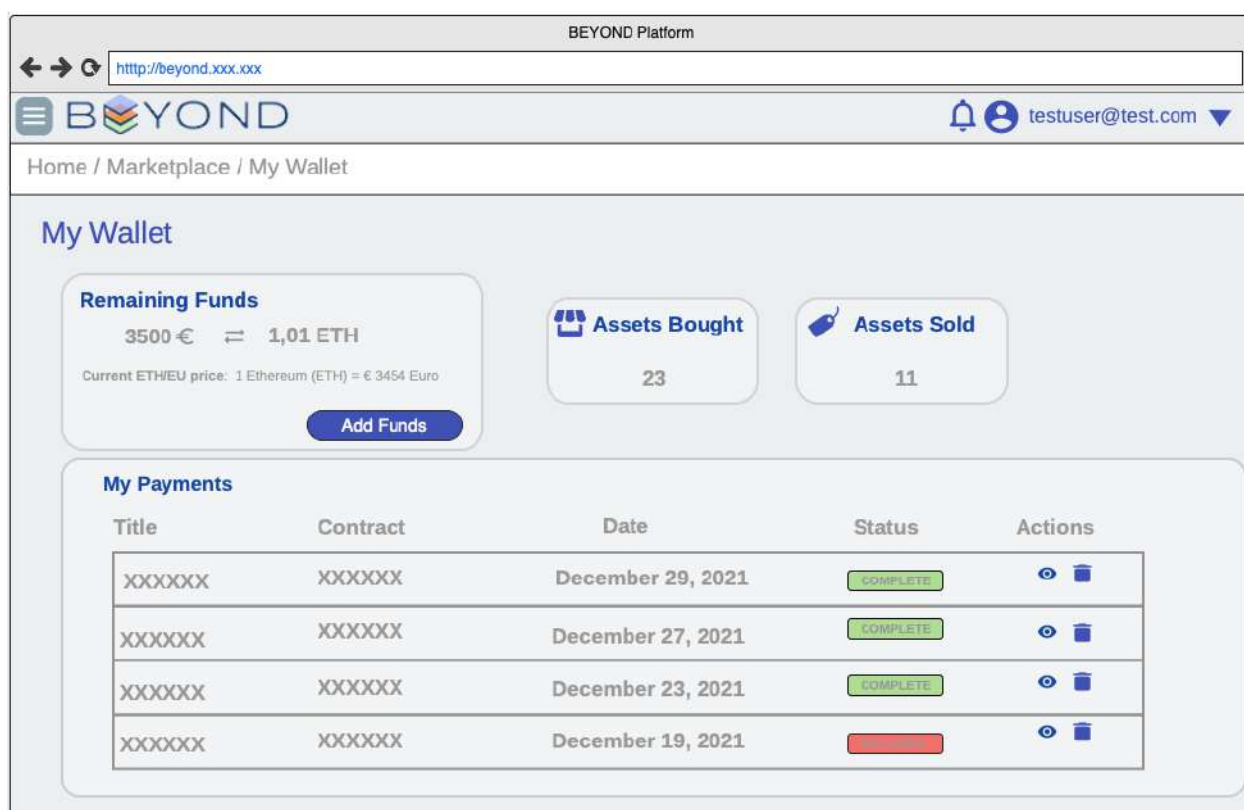 BEYOND Platform
htttp://beyond.xxx.xxx
BEYOND
testuser@test.com
Home / Marketplace / My Wallet
My Wallet
Remaining Funds
3500 € ⇄ 1,01 ETH
Current ETH/EU price: 1 Ethereum (ETH) = € 3454 Euro
Add Funds
Assets Bought
23
Assets Sold
11
My Payments
Title Contract Date Status Actions
XXXXXX XXXXXX December 29, 2021 COMPLETE
XXXXXX XXXXXX December 27, 2021 COMPLETE
XXXXXX XXXXXX December 23, 2021 COMPLETE
XXXXXX XXXXXX December 19, 2021